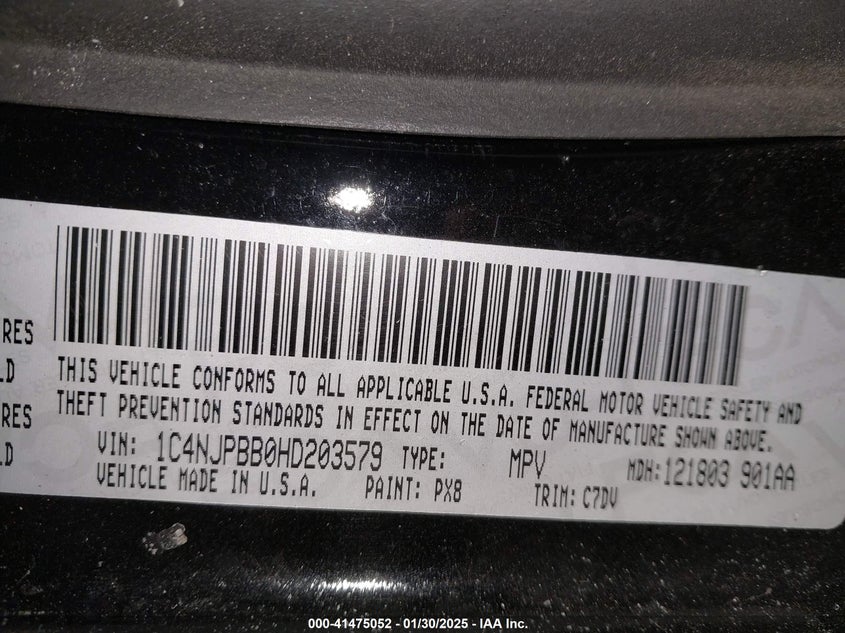 RES
LD
RES
LD
THIS VEHICLE CONFORMS TO ALL APPLICABLE U.S.A. FEDERAL MOTOR VEHICLE SAFETY AND
THEFT PREVENTION STANDARDS IN EFFECT ON THE DATE OF MANUFACTURE SHOWN ABOVE.
VIN: 1C4NJPBB0HD203579 TYPE: MPV MDH: 121803 901AA
VEHICLE MADE IN U.S.A. PAINT: PX8 TRIM: C7DV
000-41475052 - 01/30/2025 - IAA Inc.